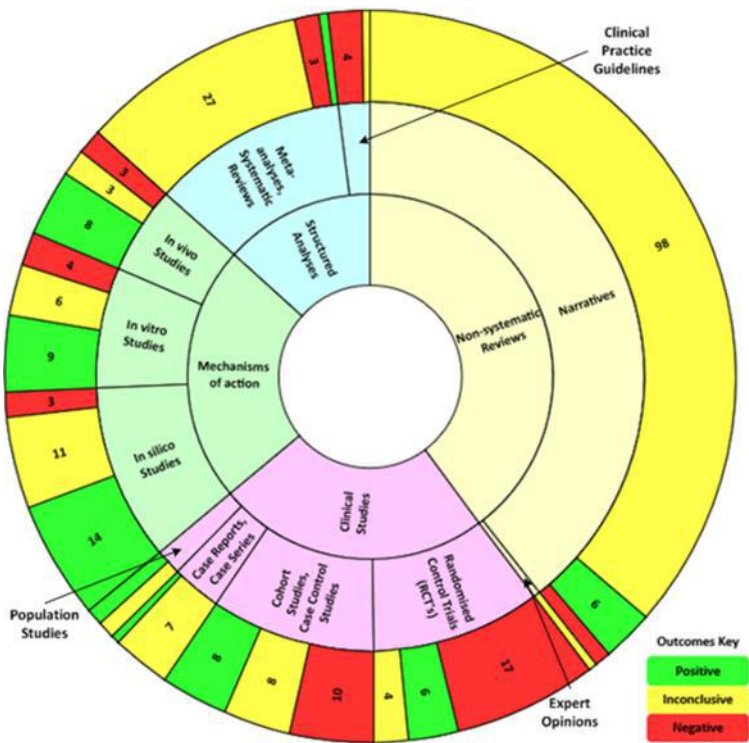 Clinical
Practice
Guidelines
98
Narratives
Non-systematic
Reviews
6
Expert
Opinions
17
6
4
Randomised
Control Trials
(RCT's)
Clinical
Studies
10
8
8
Cohort
Studies,
Case Control
Studies
7
Case Reports,
Case Series
Population
Studies
14
11
3
In silico
Studies
Mechanisms
of action
9
6
4
In vitro
Studies
8
3
3
In vivo
Studies
27
3
4
Meta-
analyses,
Systematic
Reviews
Structured
Analyses
Outcomes Key
Positive
Inconclusive
Negative